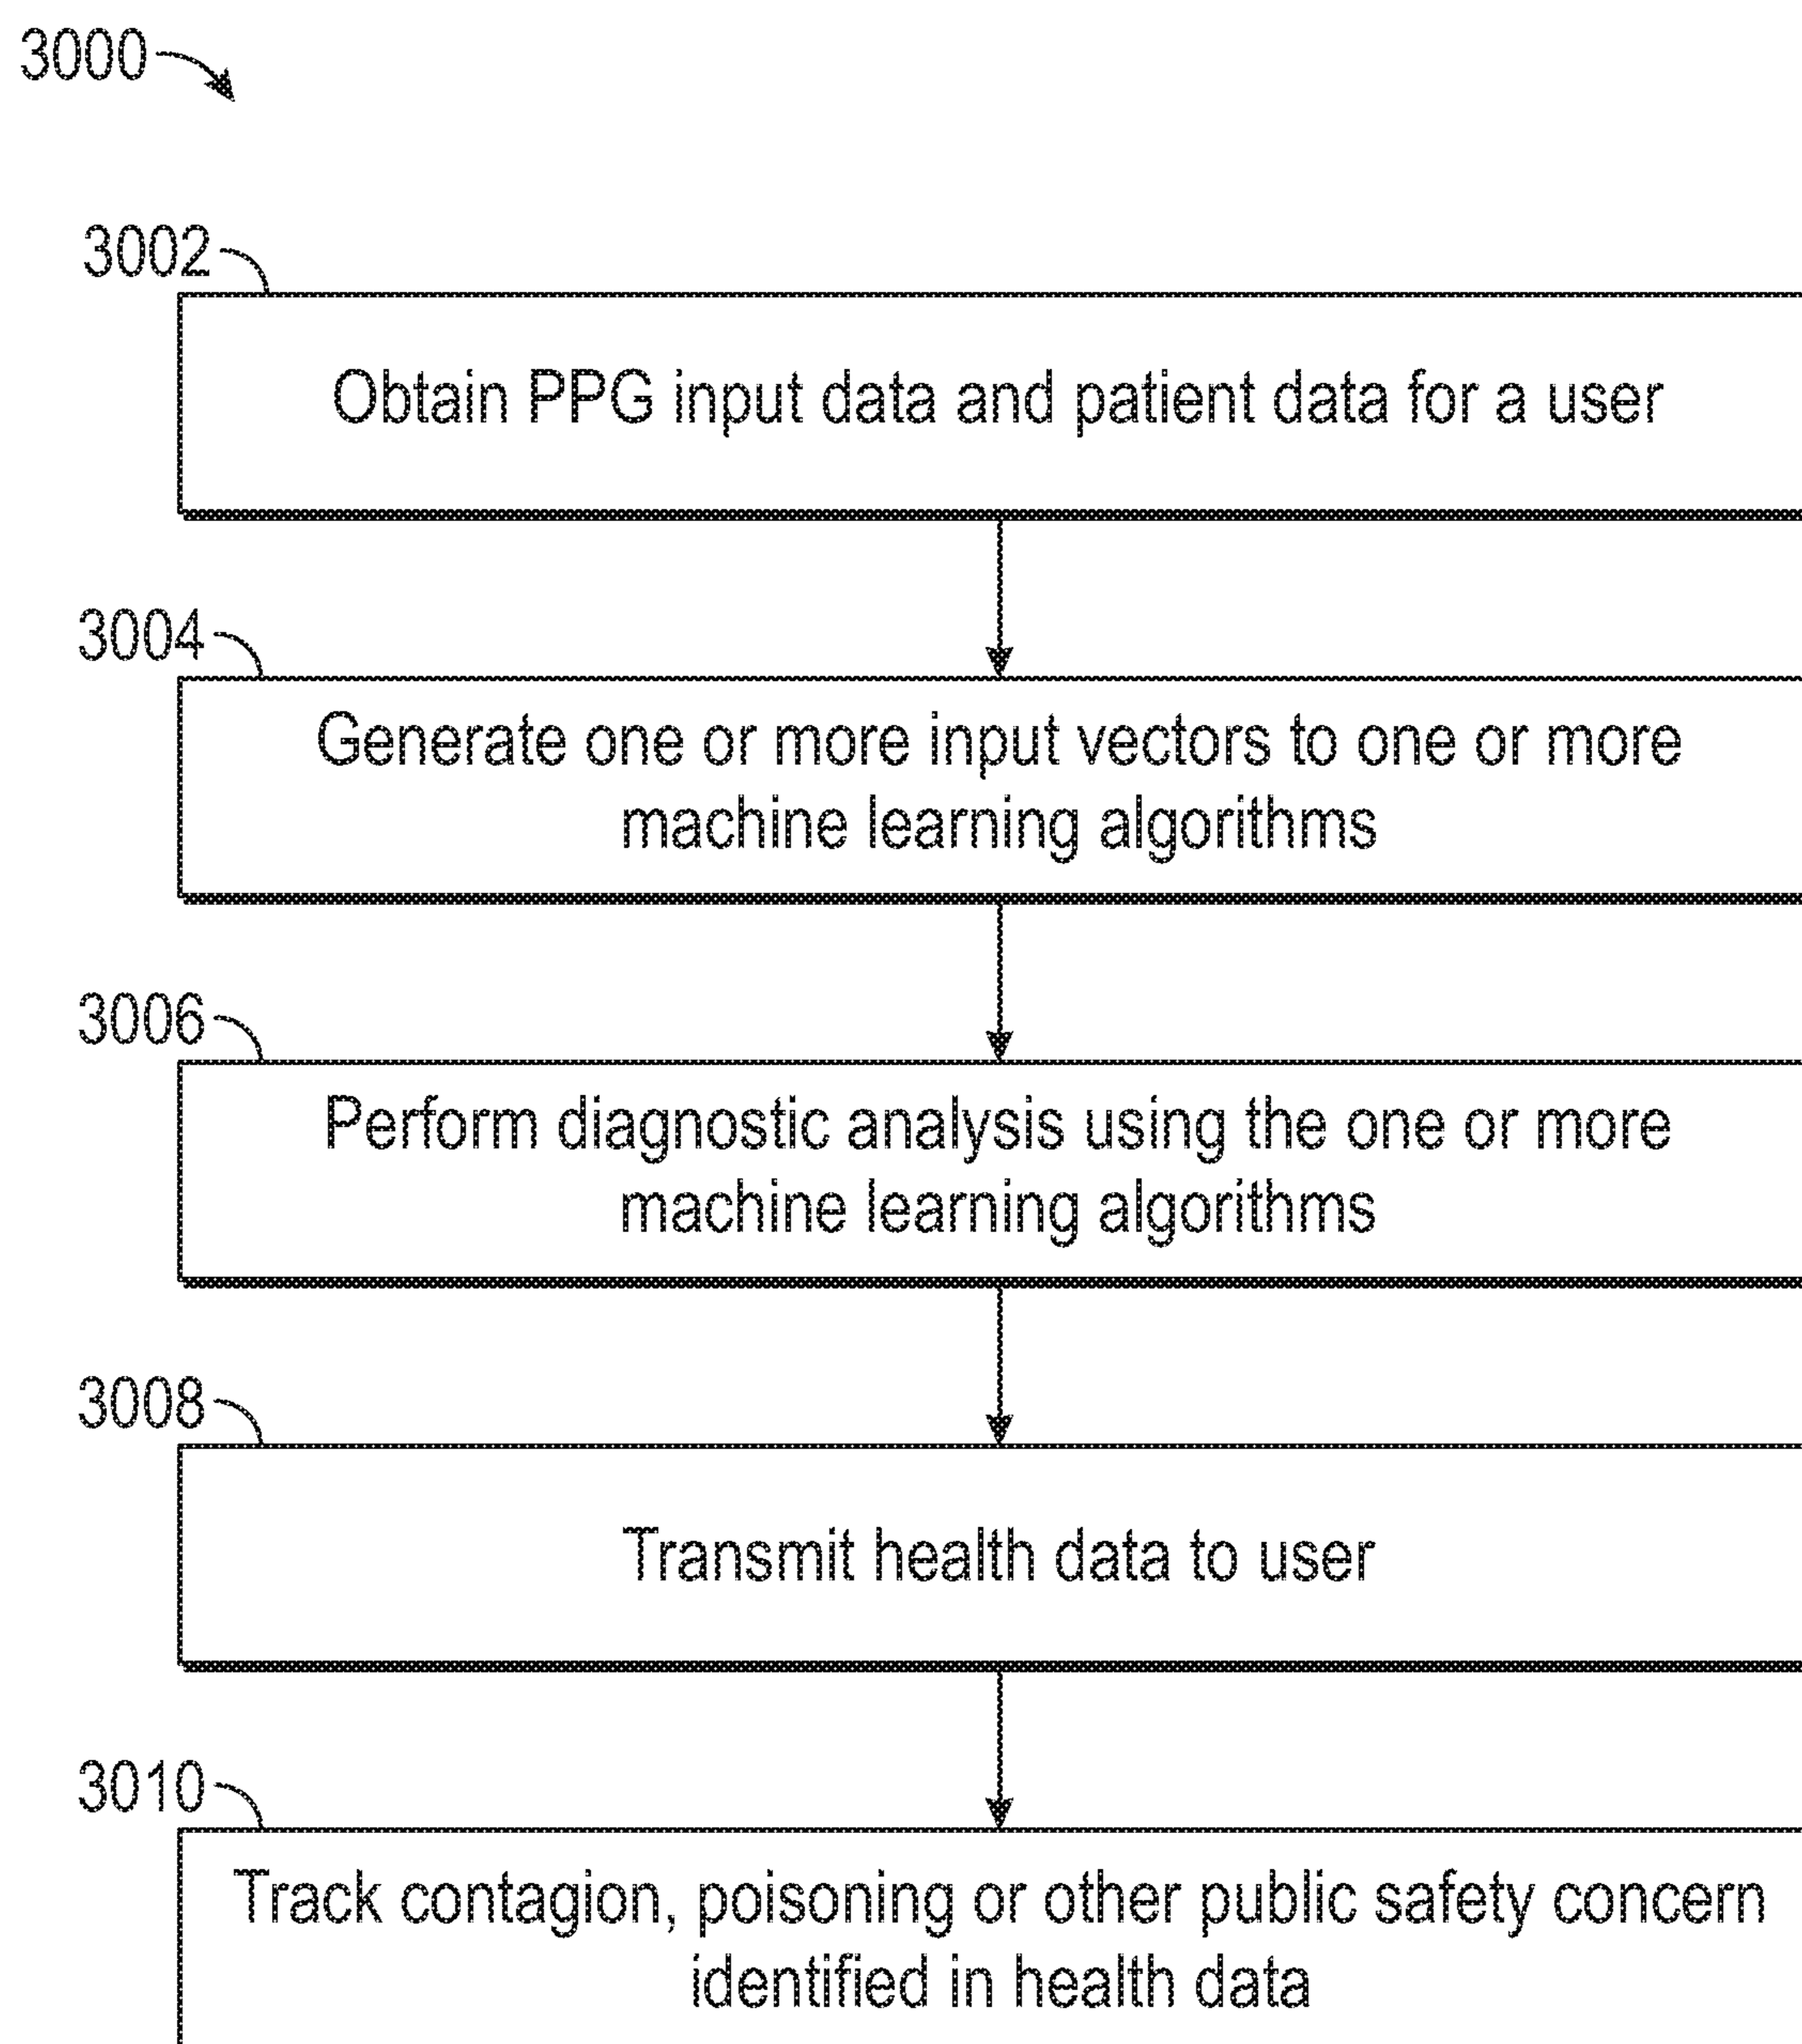 3000
3002
Obtain PPG input data and patient data for a user
3004
Generate one or more input vectors to one or more
machine learning algorithms
3006
Perform diagnostic analysis using the one or more
machine learning algorithms
3008
Transmit health data to user
3010
Track contagion, poisoning or other public safety concern
identified in health data